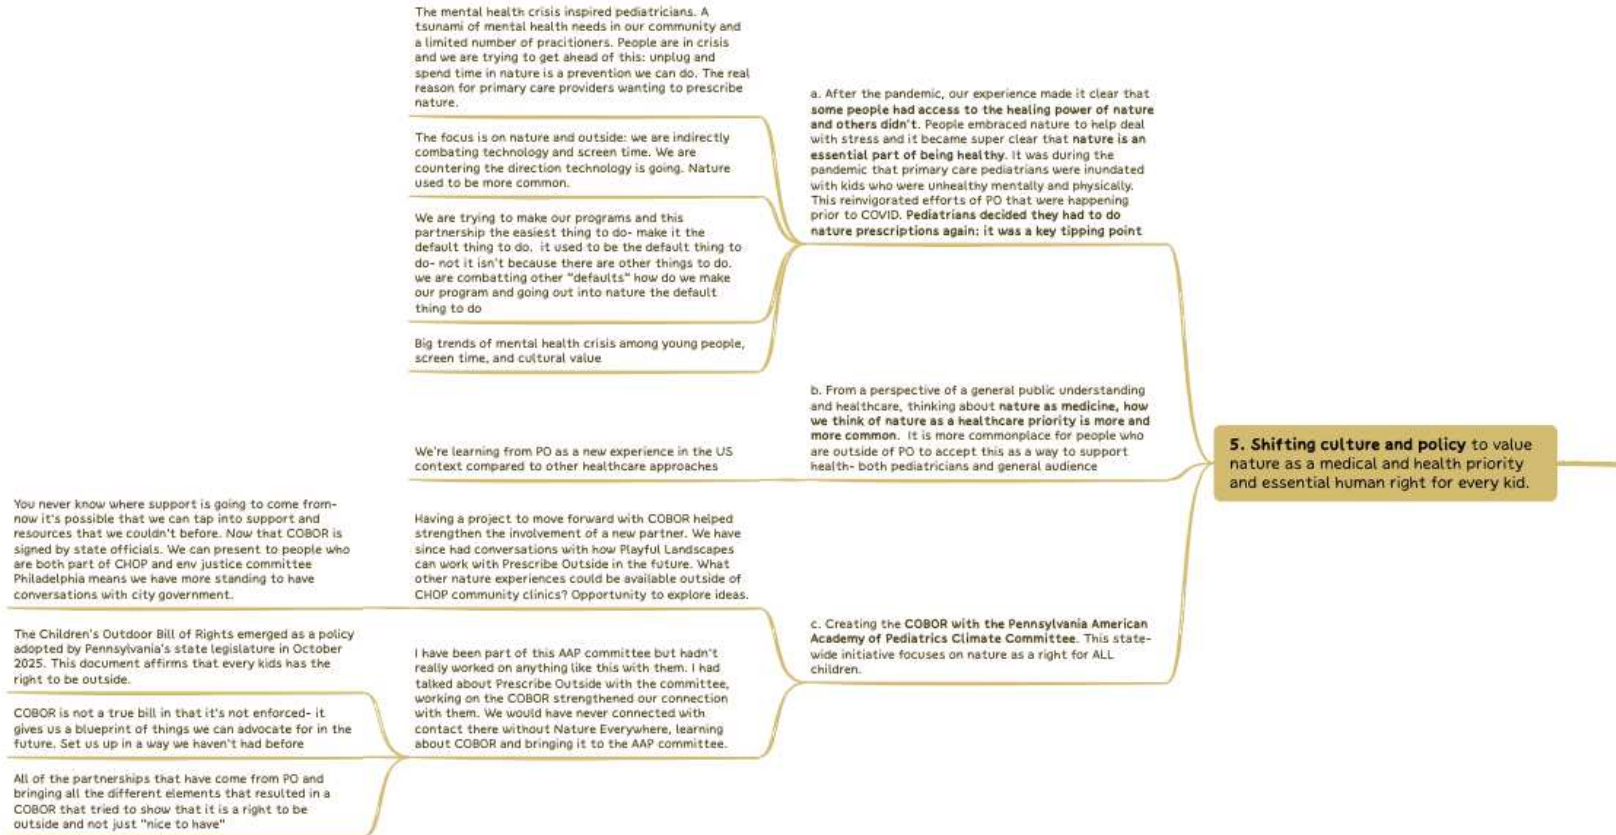 The mental health crisis inspired pediatricians. A
tsunami of mental health needs in our community and
a limited number of pracitioners. People are in crisis
and we are trying to get ahead of this: unplug and
spend time in nature is a prevention we can do. The real
reason for primary care providers wanting to prescribe
nature.
The focus is on nature and outside: we are indirectly
combating technology and screen time. We are
countering the direction technology is going. Nature
used to be more common.
We are trying to make our programs and this
partnership the easiest thing to do- make it the
default thing to do. it used to be the default thing to
do- not it isn't because there are other things to do.
we are combatting other "defaults" how do we make
our program and going out into nature the default
thing to do
Big trends of mental health crisis among young people,
screen time, and cultural value
a. After the pandemic, our experience made it clear that
some people had access to the healing power of nature
and others didn't. People embraced nature to help deal
with stress and it became super clear that nature is an
essential part of being healthy. It was during the
pandemic that primary care pediatrians were inundated
with kids who were unhealthy mentally and physically.
This reinvigorated efforts of PO that were happening
prior to COVID. Pediatrians decided they had to do
nature prescriptions again: it was a key tipping point
We're learning from PO as a new experience in the US
context compared to other healthcare approaches
b. From a perspective of a general public understanding
and healthcare, thinking about nature as medicine, how
we think of nature as a healthcare priority is more and
more common. It is more commonplace for people who
are outside of PO to accept this as a way to support
health- both pediatricians and general audience
5. Shifting culture and policy to value
nature as a medical and health priority
and essential human right for every kid.
You never know where support is going to come from-
now it's possible that we can tap into support and
resources that we couldn't before. Now that COBOR is
signed by state officials. We can present to people who
are both part of CHOP and env justice committee
Philadelphia means we have more standing to have
conversations with city government.
Having a project to move forward with COBOR helped
strengthen the involvement of a new partner. We have
since had conversations with how Playful Landscapes
can work with Prescribe Outside in the future. What
other nature experiences could be available outside of
CHOP community clinics? Opportunity to explore ideas.
The Children's Outdoor Bill of Rights emerged as a policy
adopted by Pennsylvania's state legislature in October
2025. This document affirms that every kids has the
right to be outside.
COBOR is not a true bill in that it's not enforced- it
gives us a blueprint of things we can advocate for in the
future. Set us up in a way we haven't had before
All of the partnerships that have come from PO and
bringing all the different elements that resulted in a
COBOR that tried to show that it is a right to be
outside and not just "nice to have"
I have been part of this AAP committee but hadn't
really worked on anything like this with them. I had
talked about Prescribe Outside with the committee,
working on the COBOR strengthened our connection
with them. We would have never connected with
contact there without Nature Everywhere, learning
about COBOR and bringing it to the AAP committee.
c. Creating the COBOR with the Pennsylvania American
Academy of Pediatrics Climate Committee. This state-
wide initiative focuses on nature as a right for ALL
children.